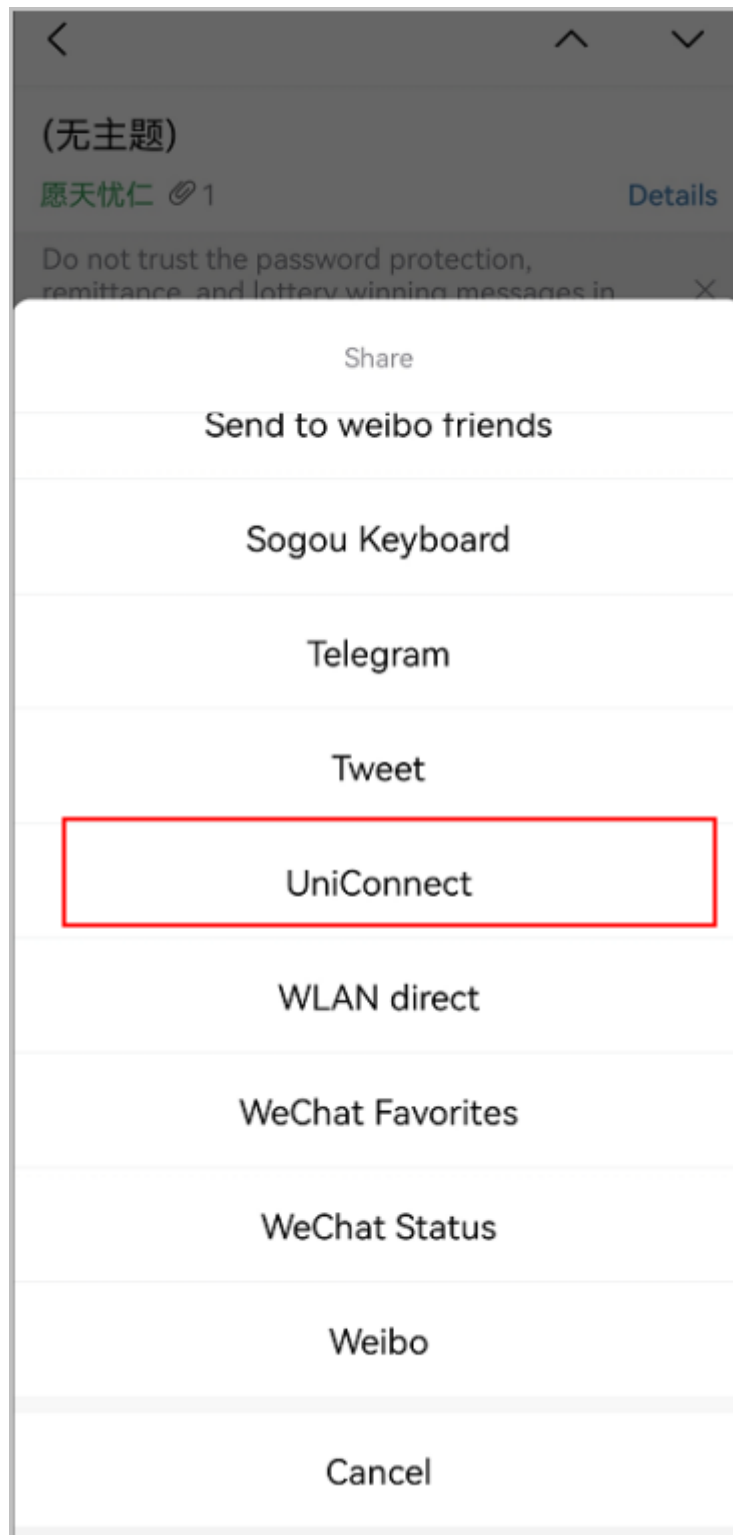 (无主题)
愿天忧仁 1
Details
Do not trust the password protection,
remittance, and lottery winning messages in
Share
Send to weibo friends
Sogou Keyboard
Telegram
Tweet
UniConnect
WLAN direct
WeChat Favorites
WeChat Status
Weibo
Cancel